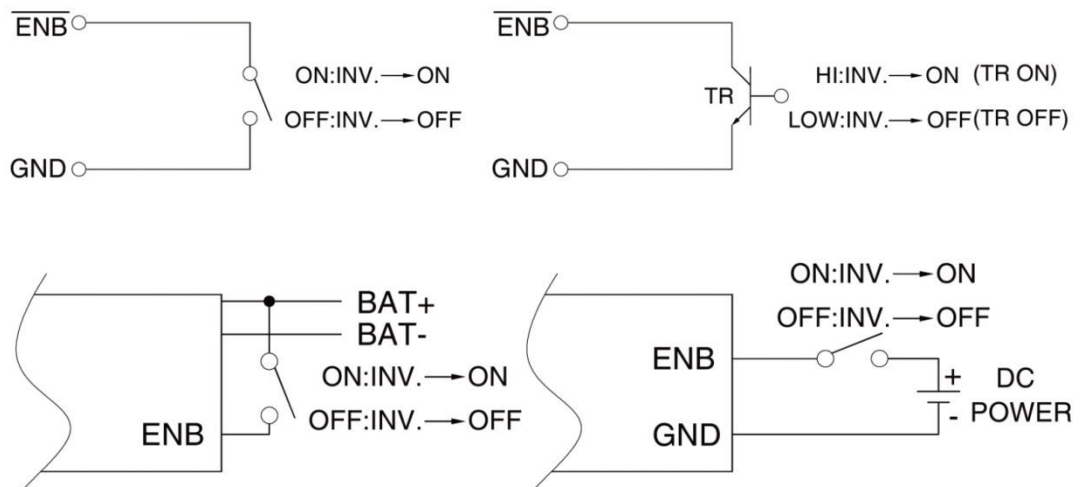 E̅N̅B̅
ON:INV.→ON
OFF:INV.→OFF
GND
E̅N̅B̅
TR
HI:INV.→ON (TR ON)
LOW:INV.→OFF(TR OFF)
GND
BAT+
BAT-
ON:INV.→ON
OFF:INV.→OFF
ENB
ON:INV.→ON
OFF:INV.→OFF
ENB
GND
+
-
DC
POWER